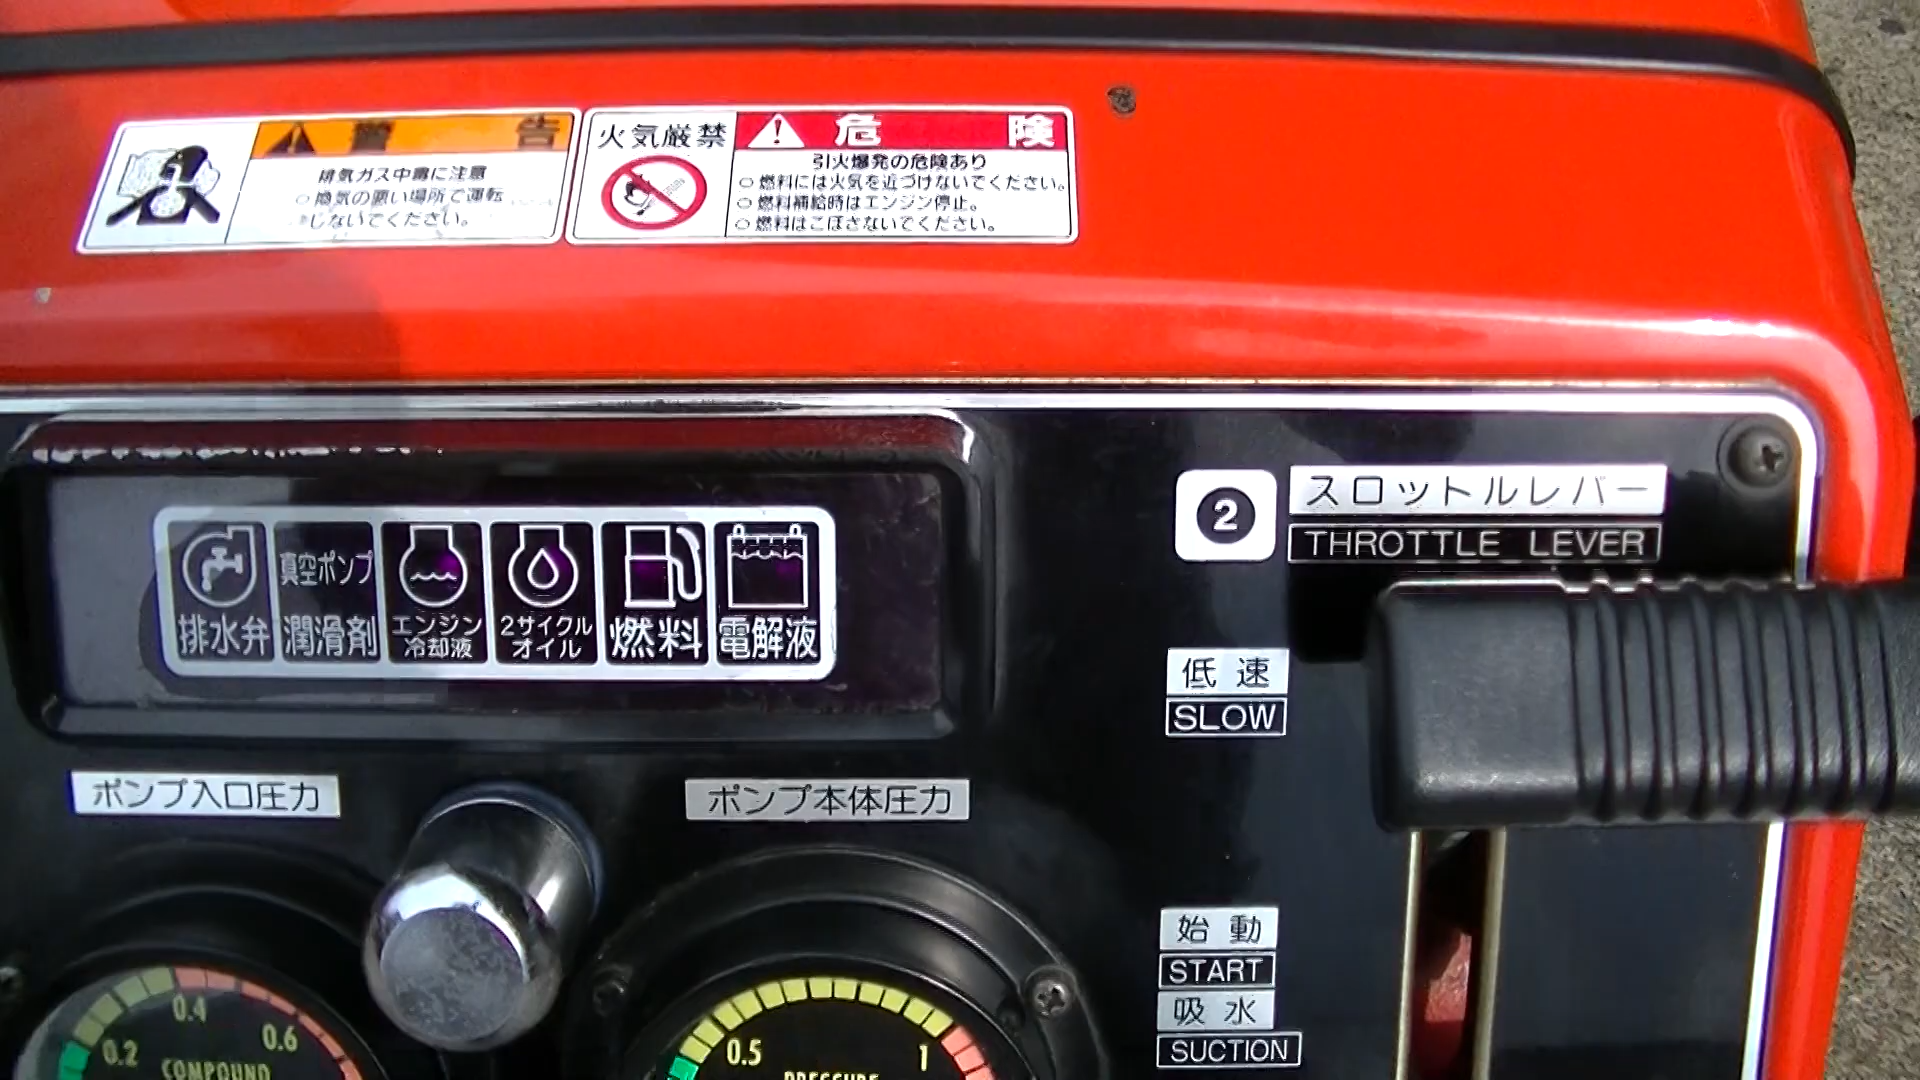 警 告
排気ガス中毒に注意
○換気の悪い場所で運転
しないでください。
火気厳禁
危 険
引火爆発の危険あり
○燃料には火気を近づけないでください。
○燃料補給時はエンジン停止。
○燃料はこぼさないでください。
排水弁
真空ポンプ
潤滑剤
エンジン
冷却液
2サイクル
オイル
燃料
電解液
2
スロットルレバー
THROTTLE LEVER
低速
SLOW
ポンプ入口圧力
ポンプ本体圧力
始動
START
吸水
SUCTION
0.2
0.4
0.6
COMPOUND
0.5
1
PRESSURE